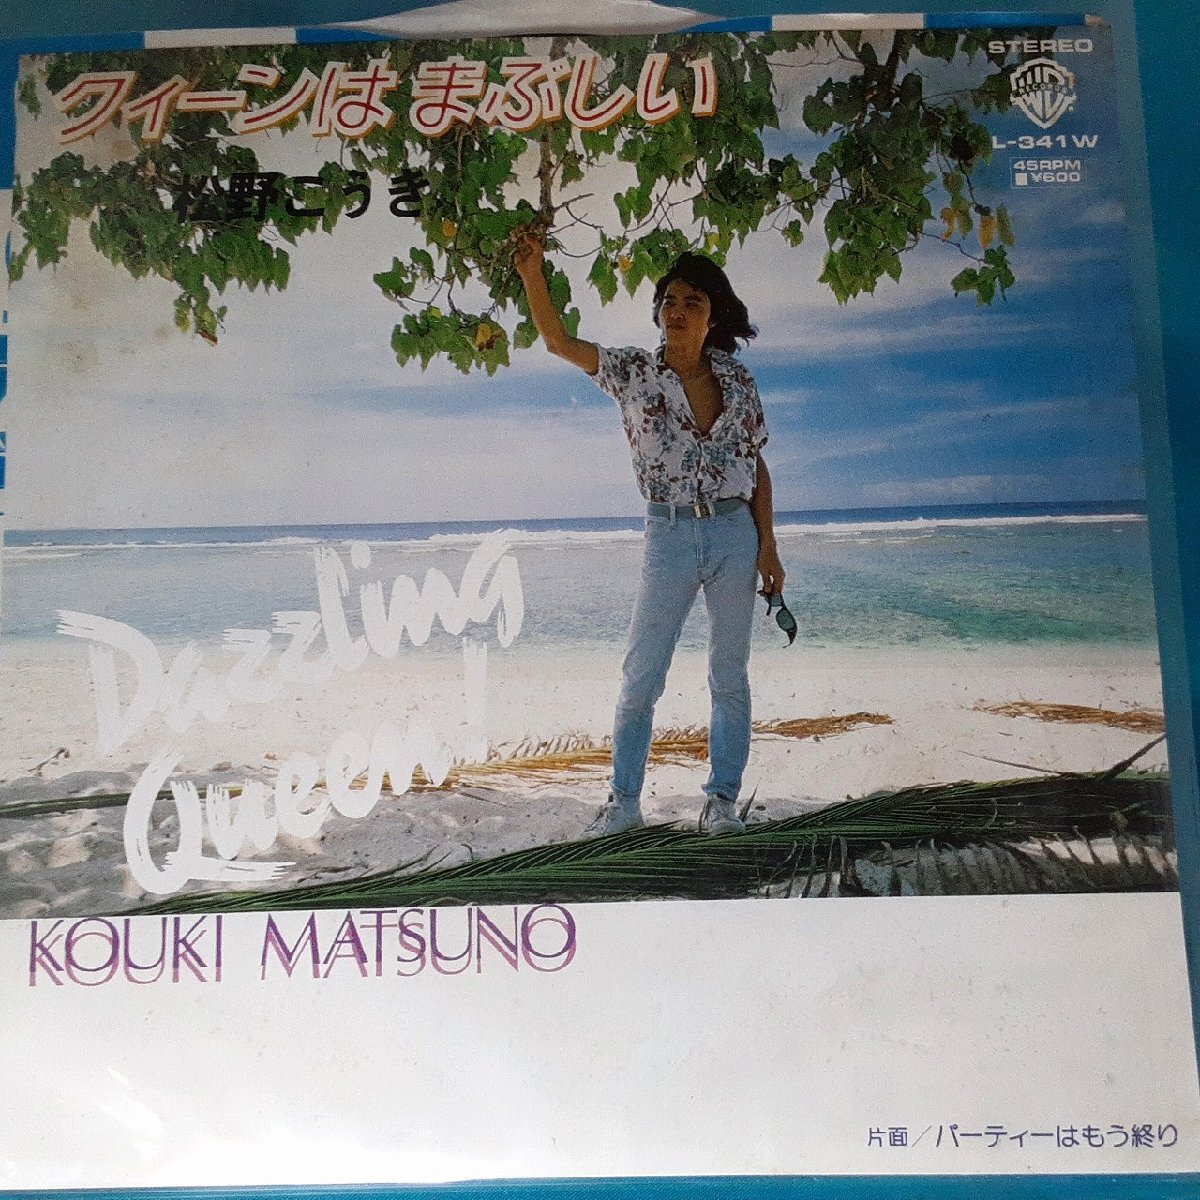 クィーンは まぶしい
松野こうき
STEREO
L-341W
45RPM
¥600
Dazzling
Queen!
KOUKI MATSUNO
片面/パーティーはもう終り